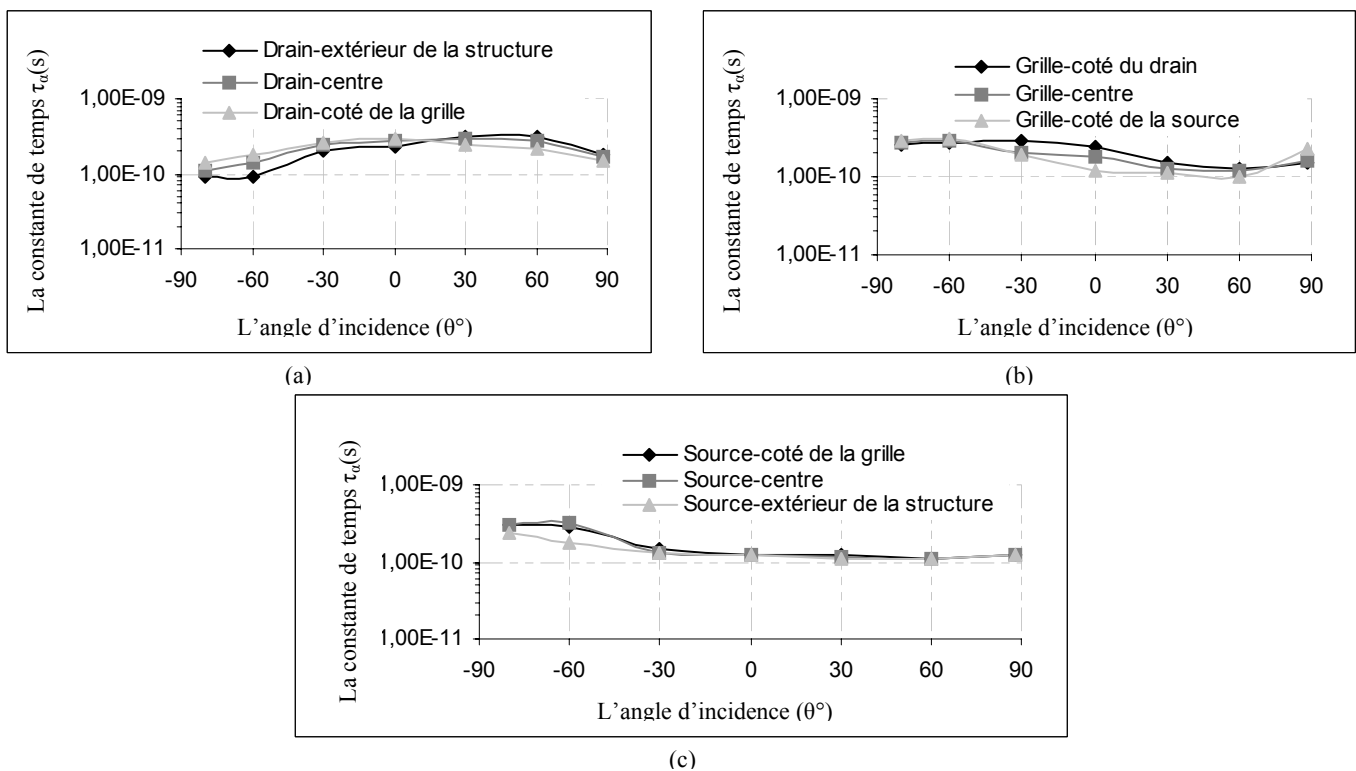 La constante de temps τα(s)
Drain-extérieur de la structure
Drain-centre
Drain-coté de la grille
1,00E-09
1,00E-10
1,00E-11
-90 -60 -30 0 30 60 90
L'angle d'incidence (θ°)
(a)
La constante de temps τα(s)
Grille-coté du drain
Grille-centre
Grille-coté de la source
1,00E-09
1,00E-10
1,00E-11
-90 -60 -30 0 30 60 90
L'angle d'incidence (θ°)
(b)
La constante de temps τα(s)
Source-coté de la grille
Source-centre
Source-extérieur de la structure
1,00E-09
1,00E-10
1,00E-11
-90 -60 -30 0 30 60 90
L'angle d'incidence (θ°)
(c)